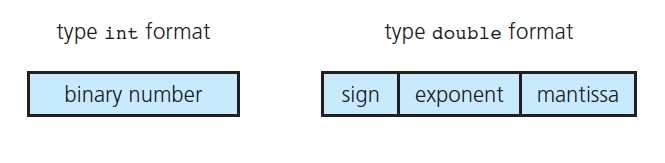 type int format
type double format
binary number
sign exponent mantissa